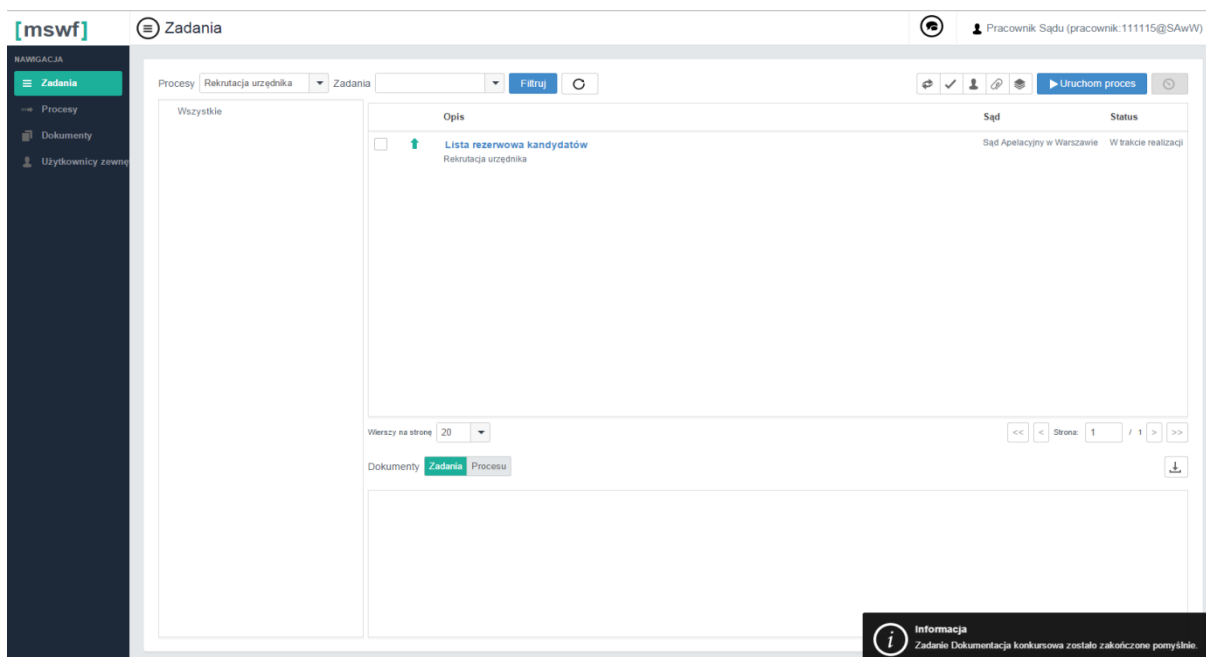 [mswf]
Zadania
Pracownik Sądu (pracownik:111115@SAwW)
NAWIGACJA
Zadania
Procesy
Dokumenty
Użytkownicy zewnę
Procesy Rekrutacja urzędnika Zadania Filtruj Uruchom proces
Wszystkie
Opis Sąd Status
Lista rezerwowa kandydatów Sąd Apelacyjny w Warszawie W trakcie realizacji
Rekrutacja urzędnika
Wierszy na stronę 20 << < Strona: 1 / 1 > >>
Dokumenty Zadania Procesu
Informacja
Zadanie Dokumentacja konkursowa zostało zakończone pomyślnie.